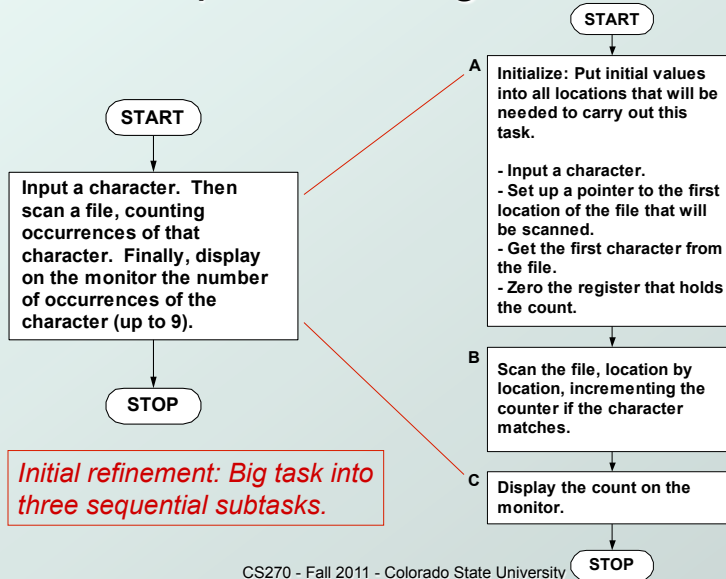 START
Input a character. Then
scan a file, counting
occurrences of that
character. Finally, display
on the monitor the number
of occurrences of the
character (up to 9).
STOP
Initial refinement: Big task into
three sequential subtasks.
START
A
Initialize: Put initial values
into all locations that will be
needed to carry out this
task.
- Input a character.
- Set up a pointer to the first
location of the file that will
be scanned.
- Get the first character from
the file.
- Zero the register that holds
the count.
B
Scan the file, location by
location, incrementing the
counter if the character
matches.
C
Display the count on the
monitor.
STOP
CS270 - Fall 2011 - Colorado State University